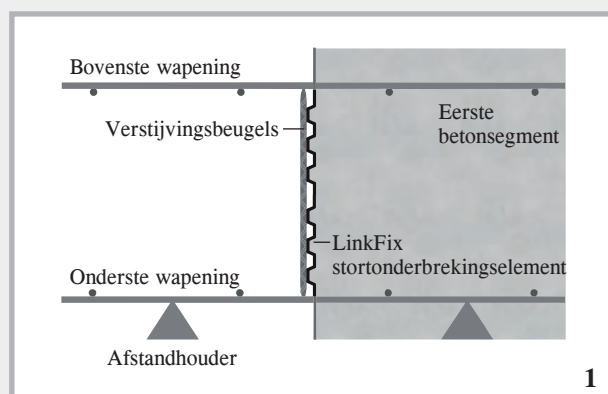 Bovenste wapening
Verstijvingsbeugels
Eerste
betonsegment
LinkFix
stortonderbrekingselement
Onderste wapening
Afstandhouder
1